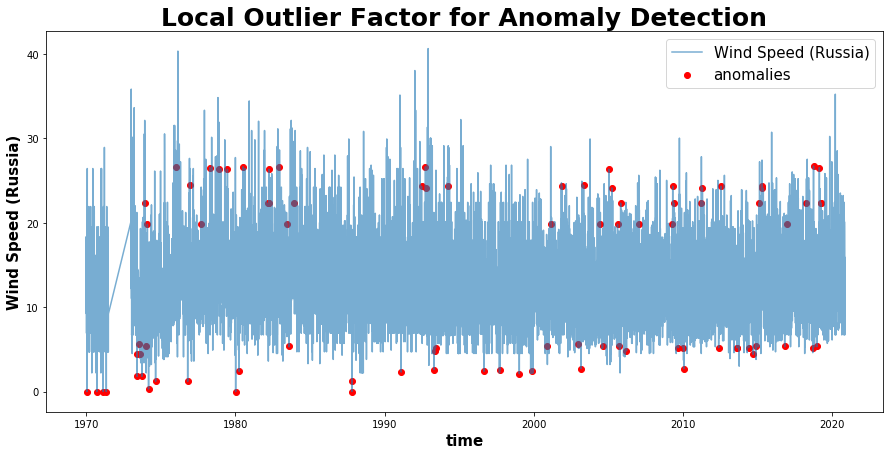 Local Outlier Factor for Anomaly Detection
Wind Speed (Russia)
anomalies
Wind Speed (Russia)
40
30
20
10
0
1970 1980 1990 2000 2010 2020
time